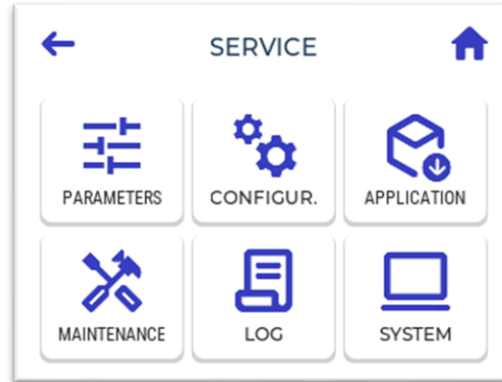 SERVICE
PARAMETERS
CONFIGUR.
APPLICATION
MAINTENANCE
LOG
SYSTEM